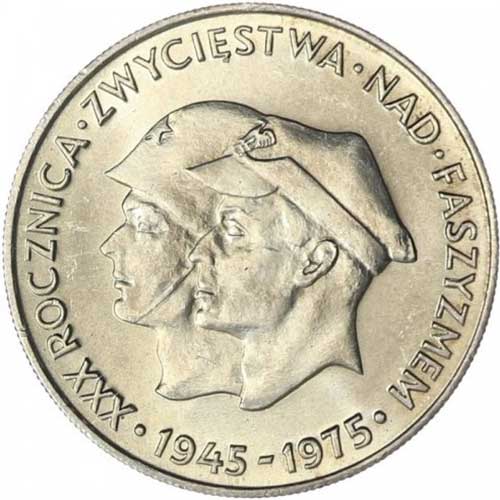 XXX ROCZNICA · ZWYCIĘSTWA · NAD · FASZYZMEM ·
1945-1975 ·